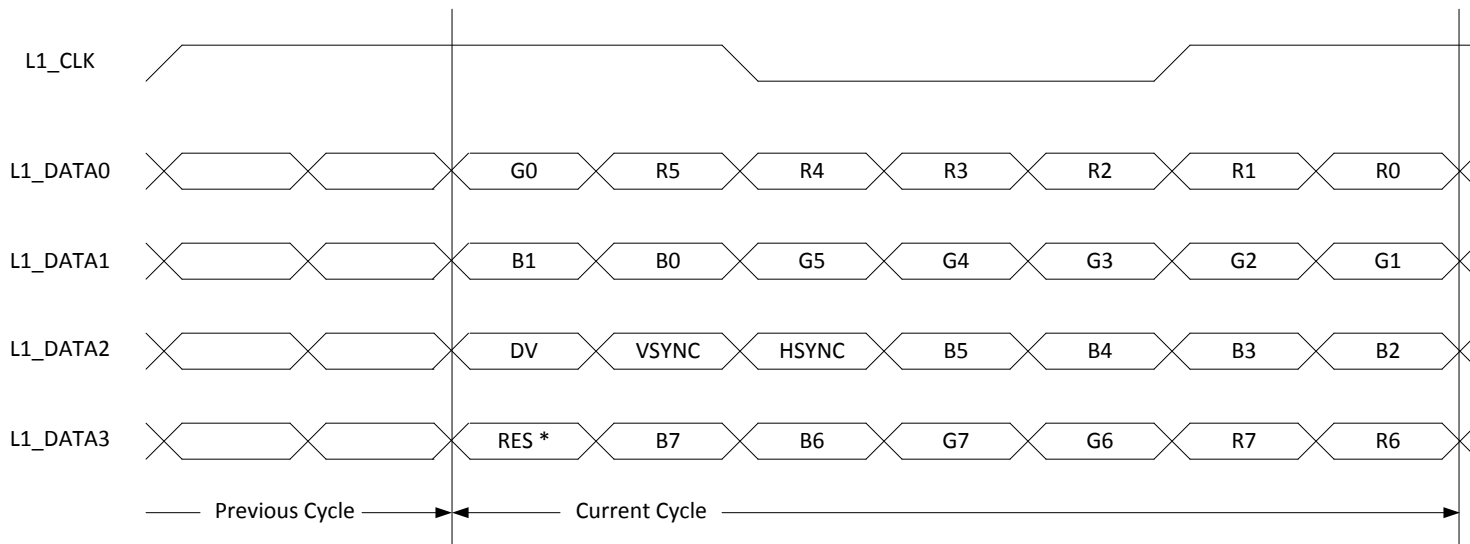 L1_CLK
L1_DATA0 G0 R5 R4 R3 R2 R1 R0
L1_DATA1 B1 B0 G5 G4 G3 G2 G1
L1_DATA2 DV VSYNC HSYNC B5 B4 B3 B2
L1_DATA3 RES * B7 B6 G7 G6 R7 R6
Previous Cycle Current Cycle